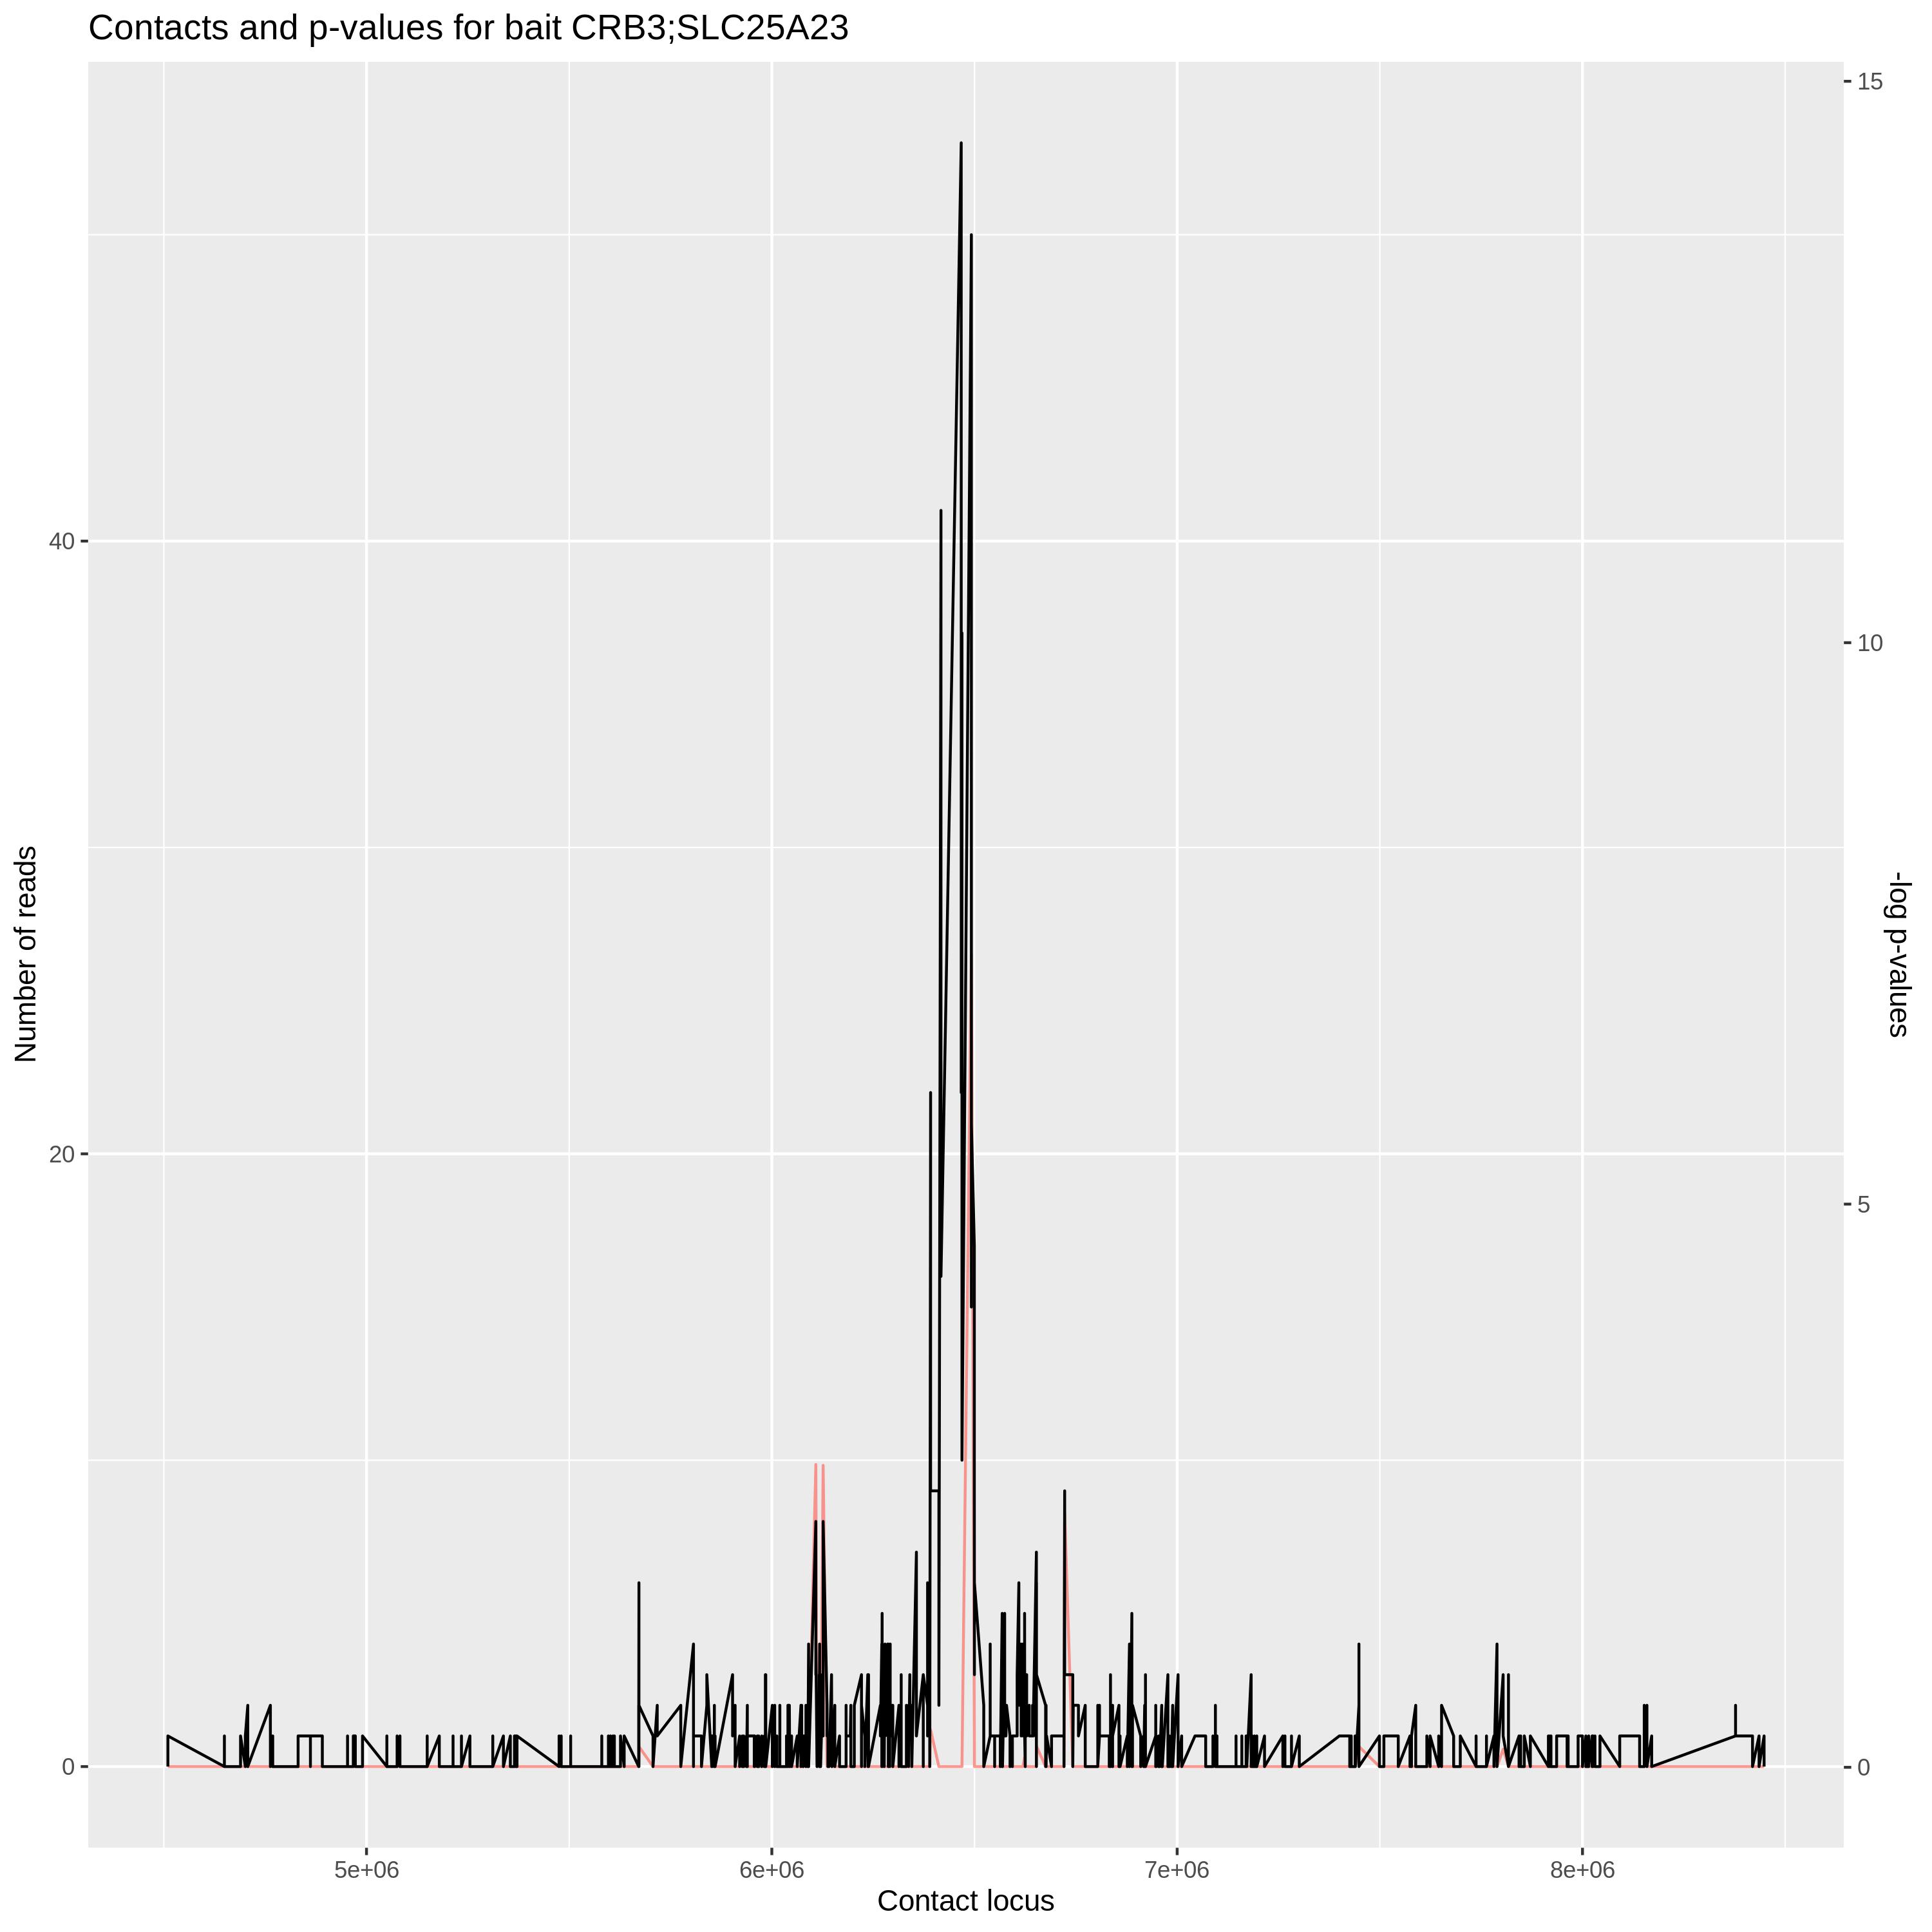 Contacts and p-values for bait CRB3;SLC25A23
Number of reads
40
20
0
15
10
5
0
-log p-values
5e+06
6e+06
7e+06
8e+06
Contact locus